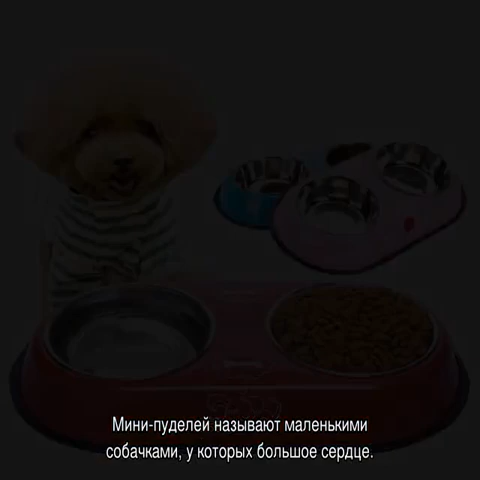 Мини-пуделей называют маленькими
собачками, у которых большое сердце.